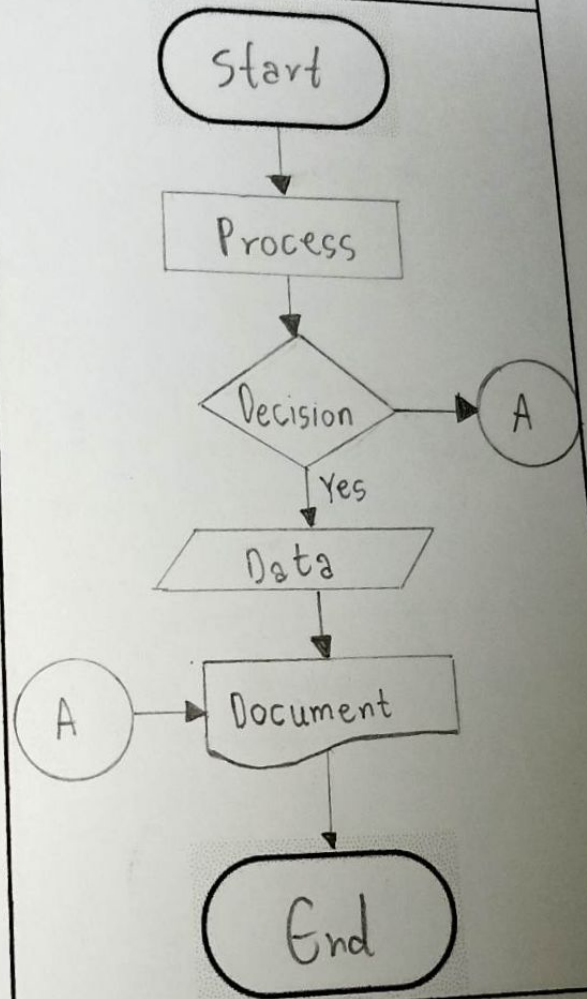 Start
Process
Decision
A
Yes
Data
A
Document
End